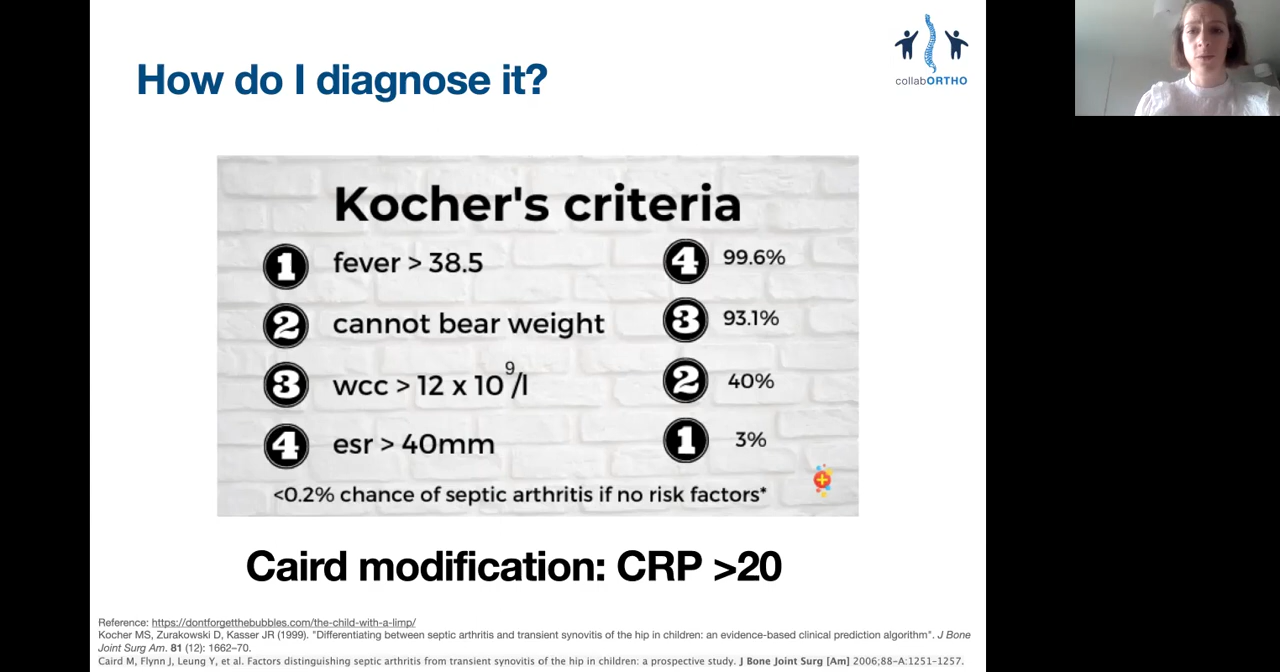 How do I diagnose it?
collabORTHO
Kocher's criteria
1 fever > 38.5
4 99.6%
2 cannot bear weight
3 93.1%
3 wcc > 12 x 10⁹/l
2 40%
4 esr > 40mm
1 3%
<0.2% chance of septic arthritis if no risk factors*
Caird modification: CRP >20
Reference: https://dontforgetthebubbles.com/the-child-with-a-limp/
Kocher MS, Zurakowski D, Kasser JR (1999). "Differentiating between septic arthritis and transient synovitis of the hip in children: an evidence-based clinical prediction algorithm". J Bone
Joint Surg Am. 81 (12): 1662–70.
Caird M, Flynn J, Leung Y, et al. Factors distinguishing septic arthritis from transient synovitis of the hip in children: a prospective study. J Bone Joint Surg [Am] 2006;88-A:1251-1257.